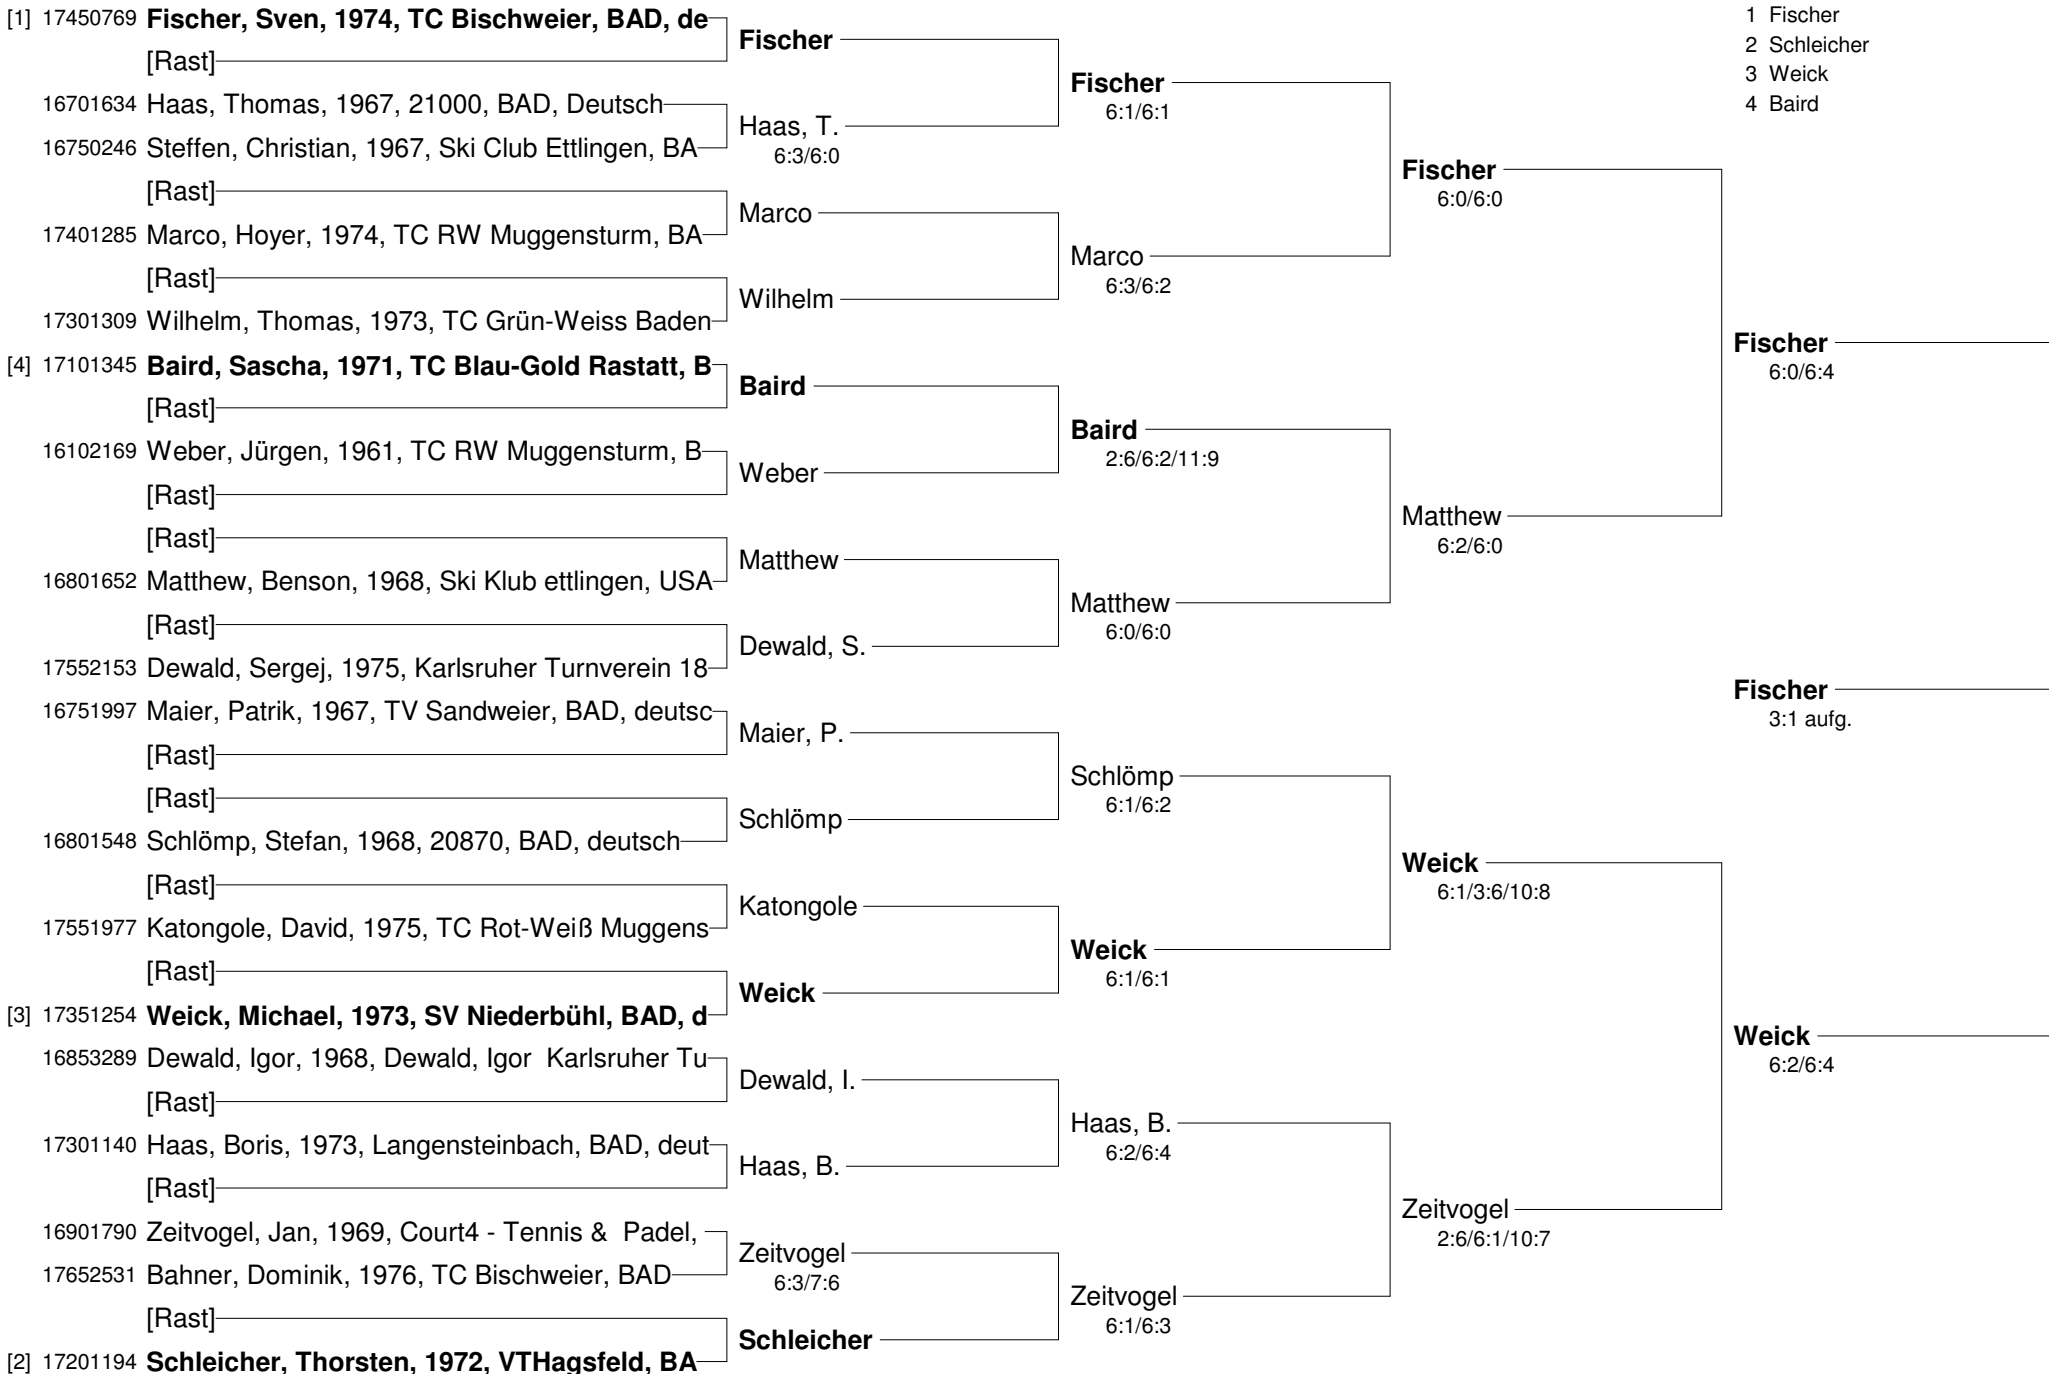 [1] 17450769 Fischer, Sven, 1974, TC Bischweier, BAD, de
[Rast]
16701634 Haas, Thomas, 1967, 21000, BAD, Deutsch
16750246 Steffen, Christian, 1967, Ski Club Ettlingen, BA
[Rast]
17401285 Marco, Hoyer, 1974, TC RW Muggensturm, BA
[Rast]
17301309 Wilhelm, Thomas, 1973, TC Grün-Weiss Baden
[4] 17101345 Baird, Sascha, 1971, TC Blau-Gold Rastatt, B
[Rast]
16102169 Weber, Jürgen, 1961, TC RW Muggensturm, B
[Rast]
[Rast]
16801652 Matthew, Benson, 1968, Ski Klub ettlingen, USA
[Rast]
17552153 Dewald, Sergej, 1975, Karlsruher Turnverein 18
16751997 Maier, Patrik, 1967, TV Sandweier, BAD, deutsc
[Rast]
[Rast]
16801548 Schlömp, Stefan, 1968, 20870, BAD, deutsch
[Rast]
17551977 Katongole, David, 1975, TC Rot-Weiß Muggens
[Rast]
[3] 17351254 Weick, Michael, 1973, SV Niederbühl, BAD, d
16853289 Dewald, Igor, 1968, Dewald, Igor  Karlsruher Tu
[Rast]
17301140 Haas, Boris, 1973, Langensteinbach, BAD, deut
[Rast]
16901790 Zeitvogel, Jan, 1969, Court4 - Tennis &  Padel,
17652531 Bahner, Dominik, 1976, TC Bischweier, BAD
[Rast]
[2] 17201194 Schleicher, Thorsten, 1972, VTHagsfeld, BA
Fischer
Haas, T.
6:3/6:0
Marco
Wilhelm
Baird
Weber
Matthew
Dewald, S.
Maier, P.
Schlömp
Katongole
Weick
Dewald, I.
Haas, B.
Zeitvogel
6:3/7:6
Schleicher
Fischer
6:1/6:1
Marco
6:3/6:2
Baird
2:6/6:2/11:9
Matthew
6:0/6:0
Schlömp
6:1/6:2
Weick
6:1/6:1
Haas, B.
6:2/6:4
Zeitvogel
6:1/6:3
Fischer
6:0/6:0
Matthew
6:2/6:0
Weick
6:1/3:6/10:8
Zeitvogel
2:6/6:1/10:7
1 Fischer
2 Schleicher
3 Weick
4 Baird
Fischer
6:0/6:4
Fischer
3:1 aufg.
Weick
6:2/6:4